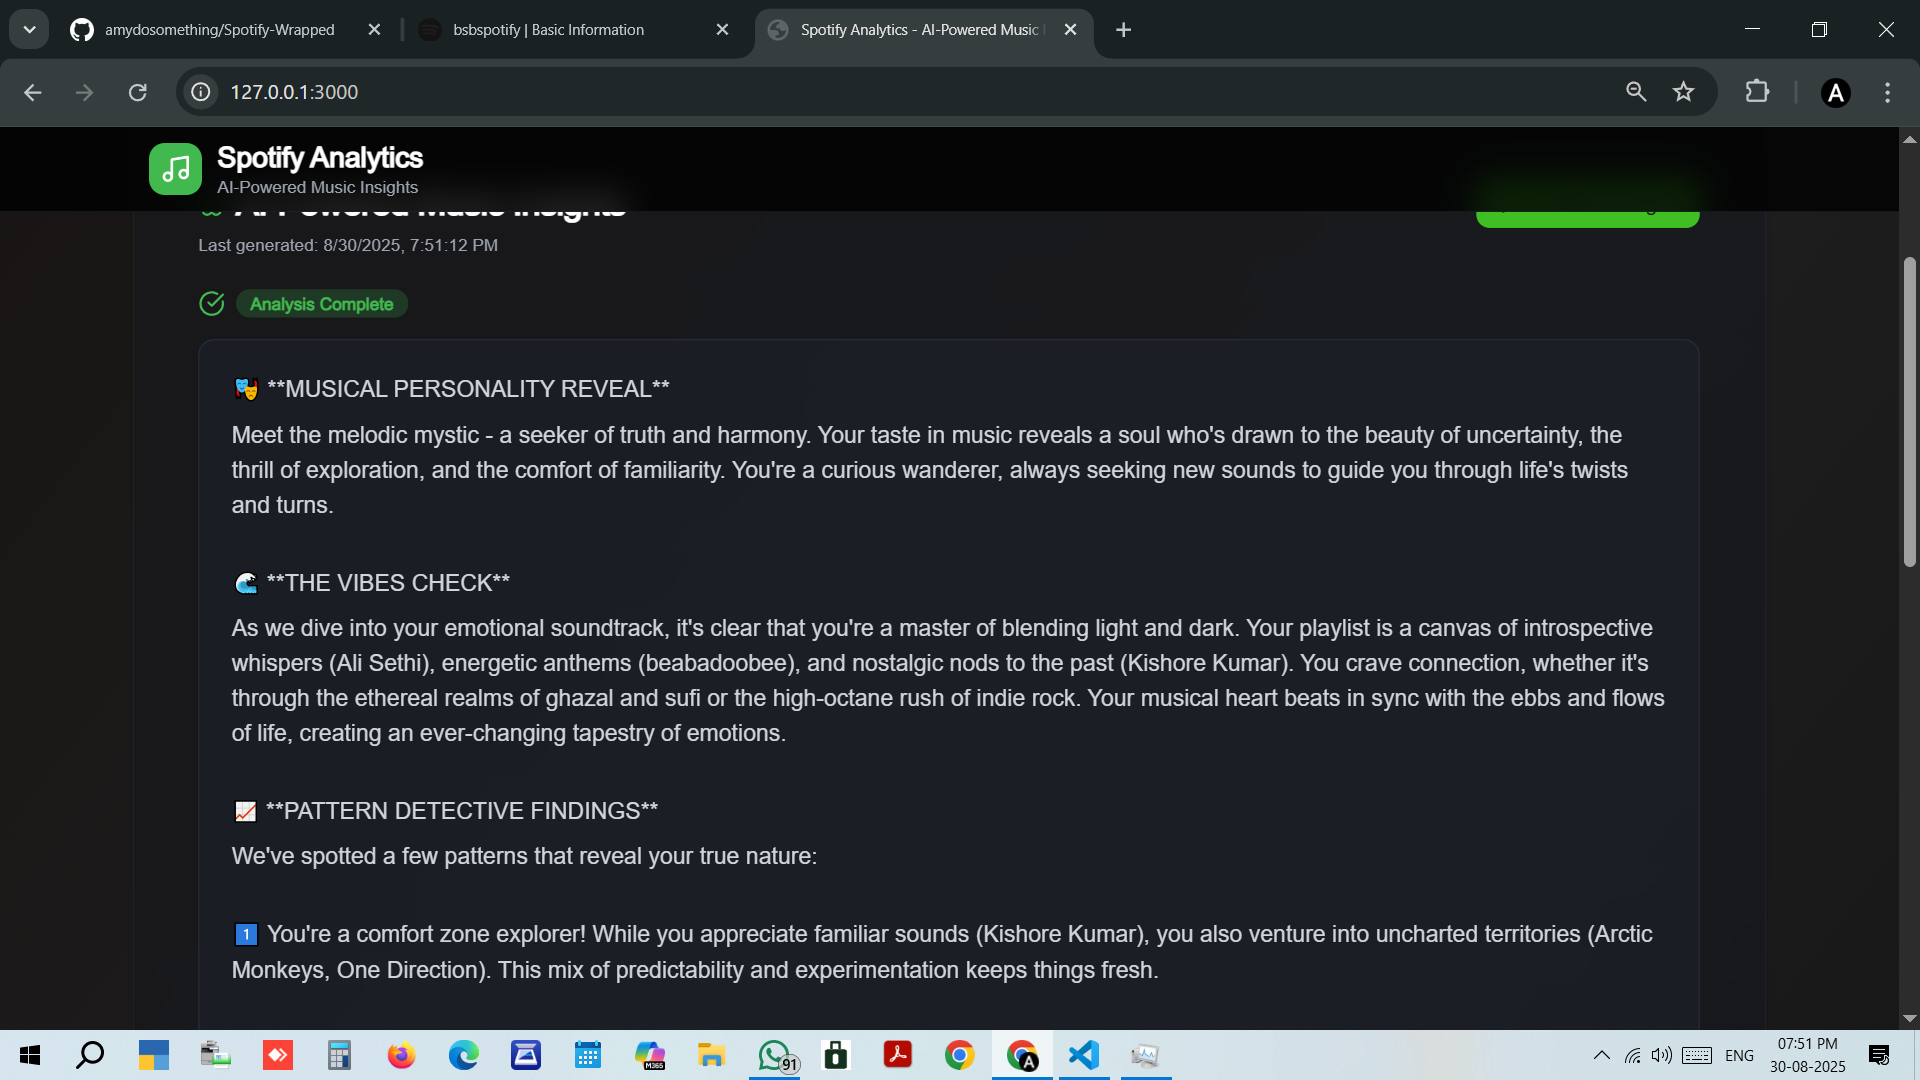 amydosomething/Spotify-Wrapped
bsbspotify | Basic Information
Spotify Analytics - AI-Powered Music
127.0.0.1:3000
A
Spotify Analytics
AI-Powered Music Insights
AI-Powered Music Insights
Last generated: 8/30/2025, 7:51:12 PM
Analysis Complete
🎭 **MUSICAL PERSONALITY REVEAL**
Meet the melodic mystic - a seeker of truth and harmony. Your taste in music reveals a soul who's drawn to the beauty of uncertainty, the
thrill of exploration, and the comfort of familiarity. You're a curious wanderer, always seeking new sounds to guide you through life's twists
and turns.
🌊 **THE VIBES CHECK**
As we dive into your emotional soundtrack, it's clear that you're a master of blending light and dark. Your playlist is a canvas of introspective
whispers (Ali Sethi), energetic anthems (beabadoobee), and nostalgic nods to the past (Kishore Kumar). You crave connection, whether it's
through the ethereal realms of ghazal and sufi or the high-octane rush of indie rock. Your musical heart beats in sync with the ebbs and flows
of life, creating an ever-changing tapestry of emotions.
📈 **PATTERN DETECTIVE FINDINGS**
We've spotted a few patterns that reveal your true nature:
1️⃣ You're a comfort zone explorer! While you appreciate familiar sounds (Kishore Kumar), you also venture into uncharted territories (Arctic
Monkeys, One Direction). This mix of predictability and experimentation keeps things fresh.
M365
91
A
ENG
07:51 PM
30-08-2025